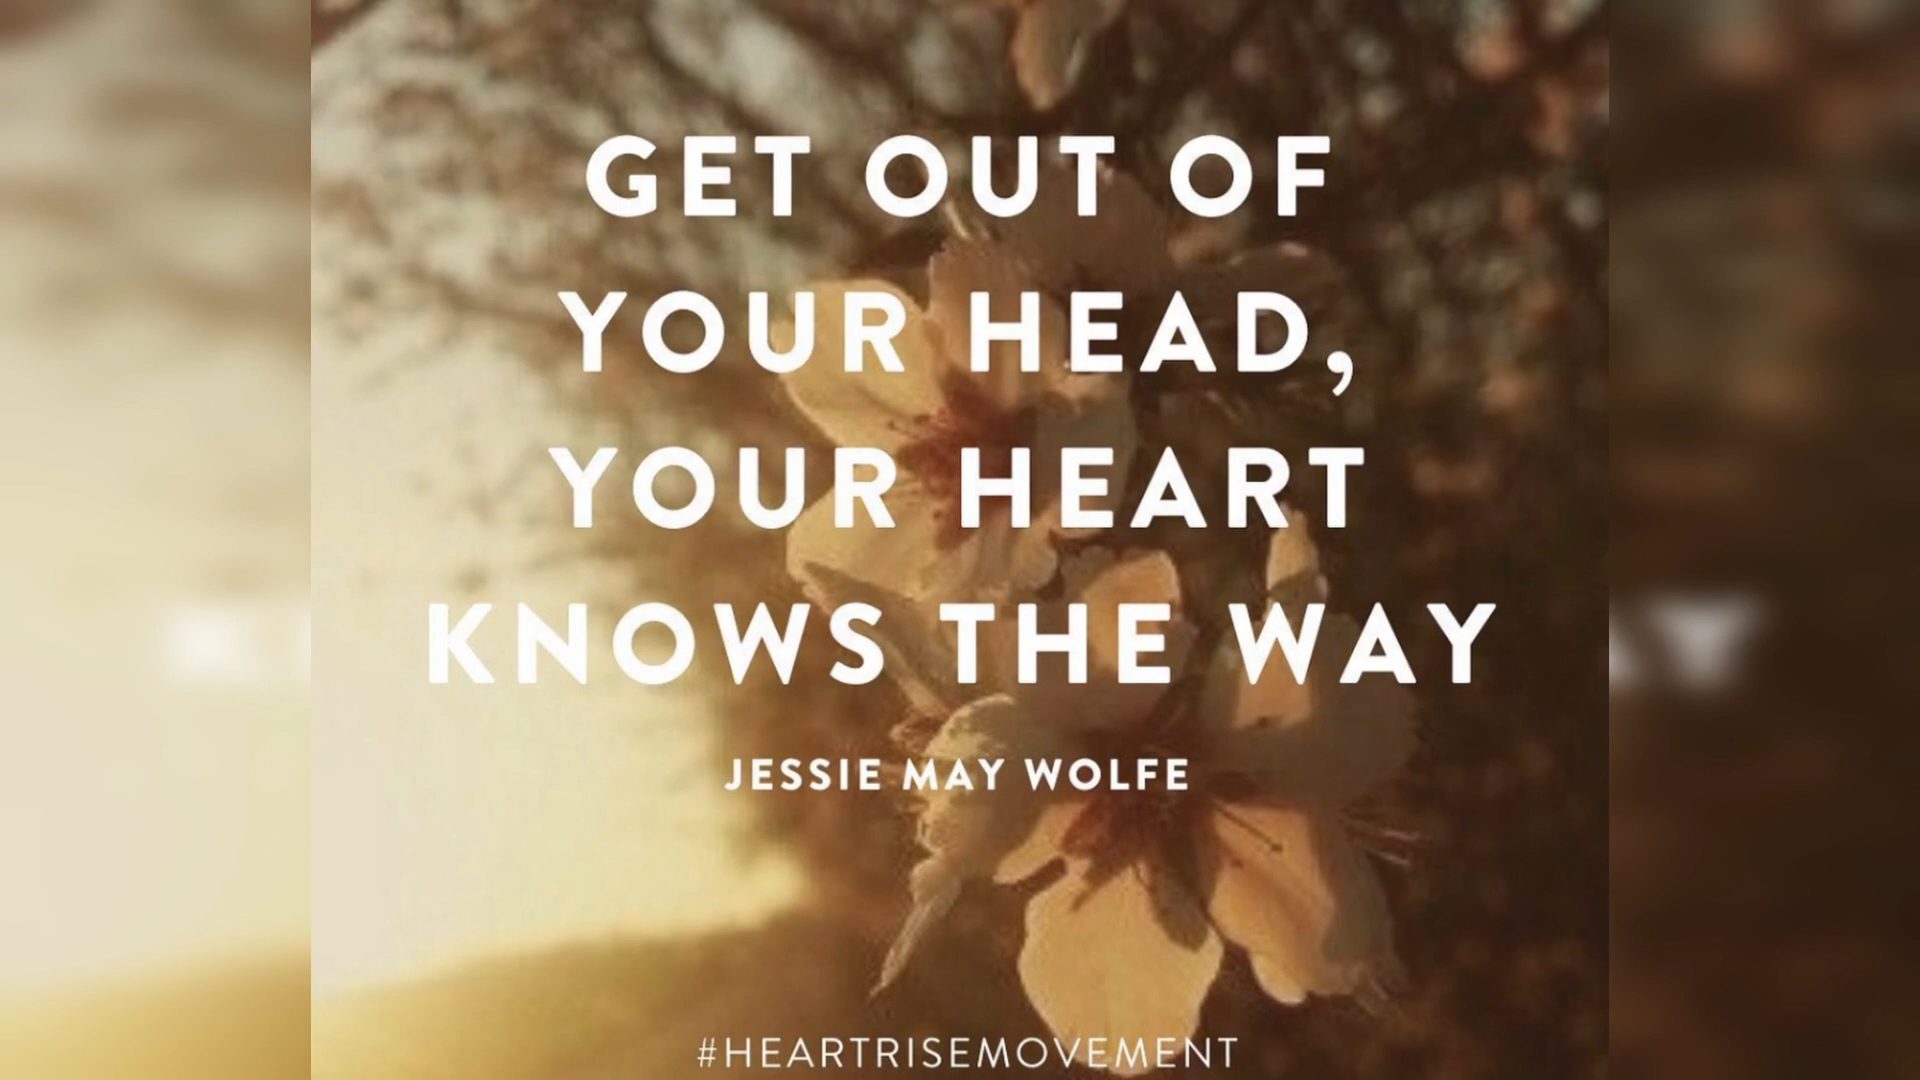 GET OUT OF
YOUR HEAD,
YOUR HEART
KNOWS THE WAY
JESSIE MAY WOLFE
#HEARTRISEMOVEMENT